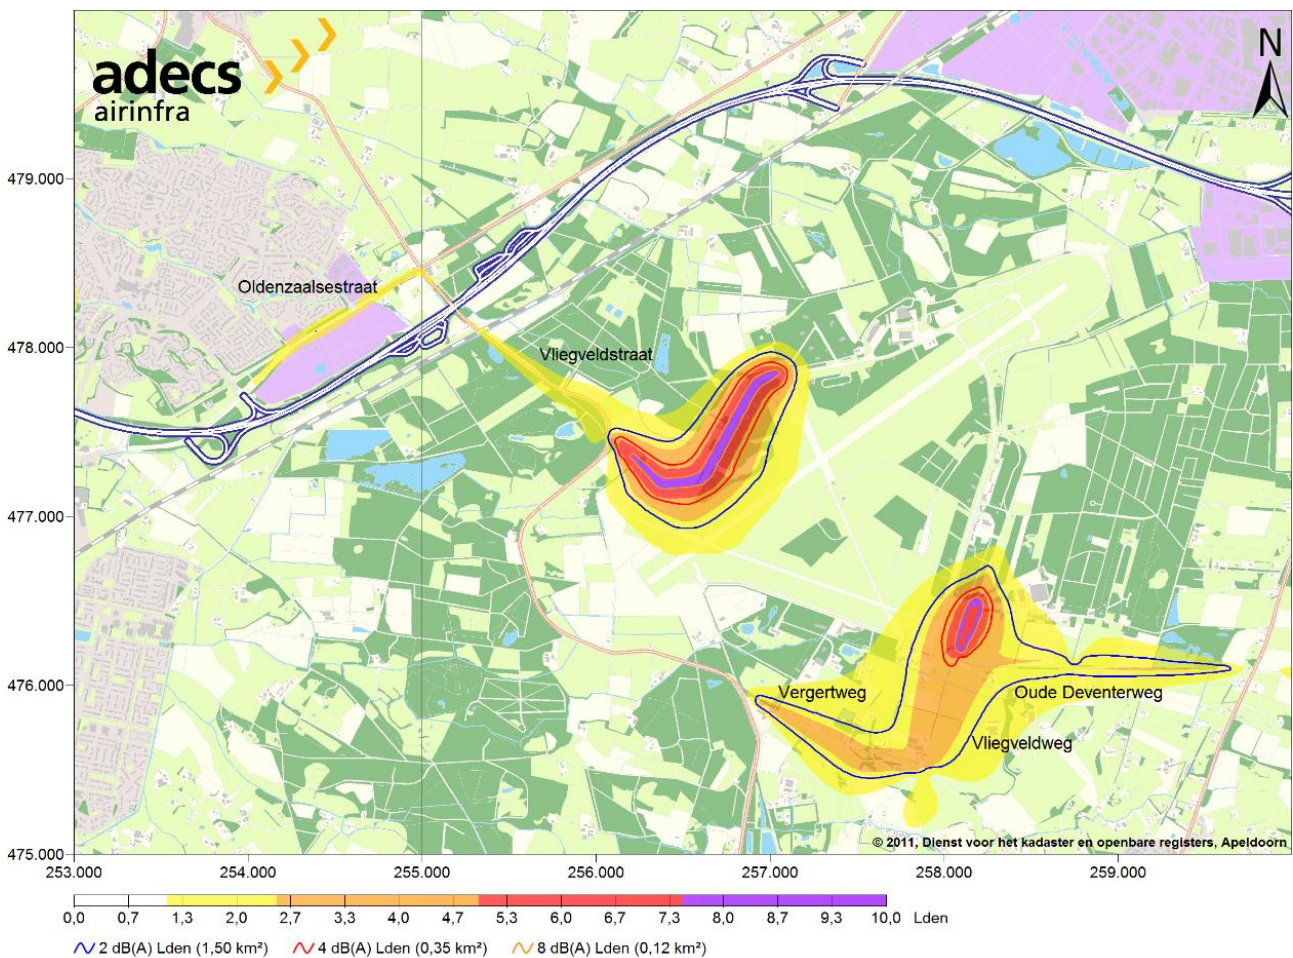 adecs
airinfra
N
479.000
Oldenzaalsestraat
478.000
Vliegveldstraat
477.000
476.000
Vergertweg
Oude Deventerweg
Vliegveldweg
475.000
© 2011, Dienst voor het kadaster en openbare registers, Apeldoorn
253.000 254.000 255.000 256.000 257.000 258.000 259.000
0,0 0,7 1,3 2,0 2,7 3,3 4,0 4,7 5,3 6,0 6,7 7,3 8,0 8,7 9,3 10,0 Lden
2 dB(A) Lden (1,50 km²) 4 dB(A) Lden (0,35 km²) 8 dB(A) Lden (0,12 km²)